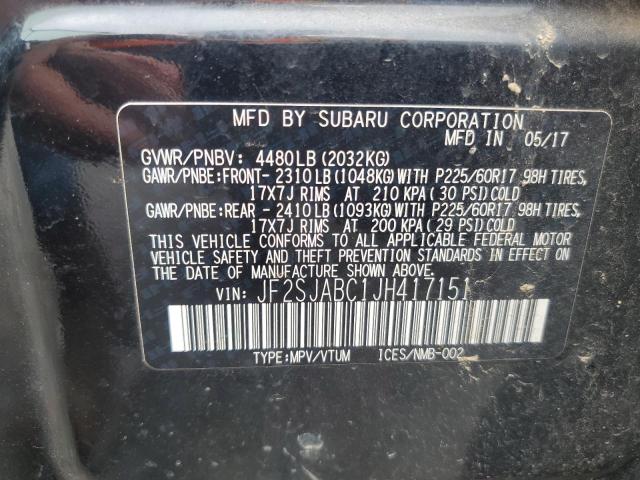 MFD BY SUBARU CORPORATION
MFD IN 05/17
GVWR/PNBV: 4480LB(2032KG)
GAWR/PNBE:FRONT- 2310LB(1048KG)WITH P225/60R17 98H TIRES,
17X7J RIMS AT 210 KPA(30 PSI)COLD
GAWR/PNBE:REAR - 2410LB(1093KG)WITH P225/60R17 98H TIRES,
17X7J RIMS AT 200 KPA(29 PSI)COLD
THIS VEHICLE CONFORMS TO ALL APPLICABLE FEDERAL MOTOR
VEHICLE SAFETY, BUMPER, AND THEFT PREVENTION
STANDARDS IN EFFECT ON THE DATE OF MANUFACTURE SHOWN ABOVE.
VIN: JF2SJABC1JH417151
TYPE:MPV/VTUM ICES/NMB-002